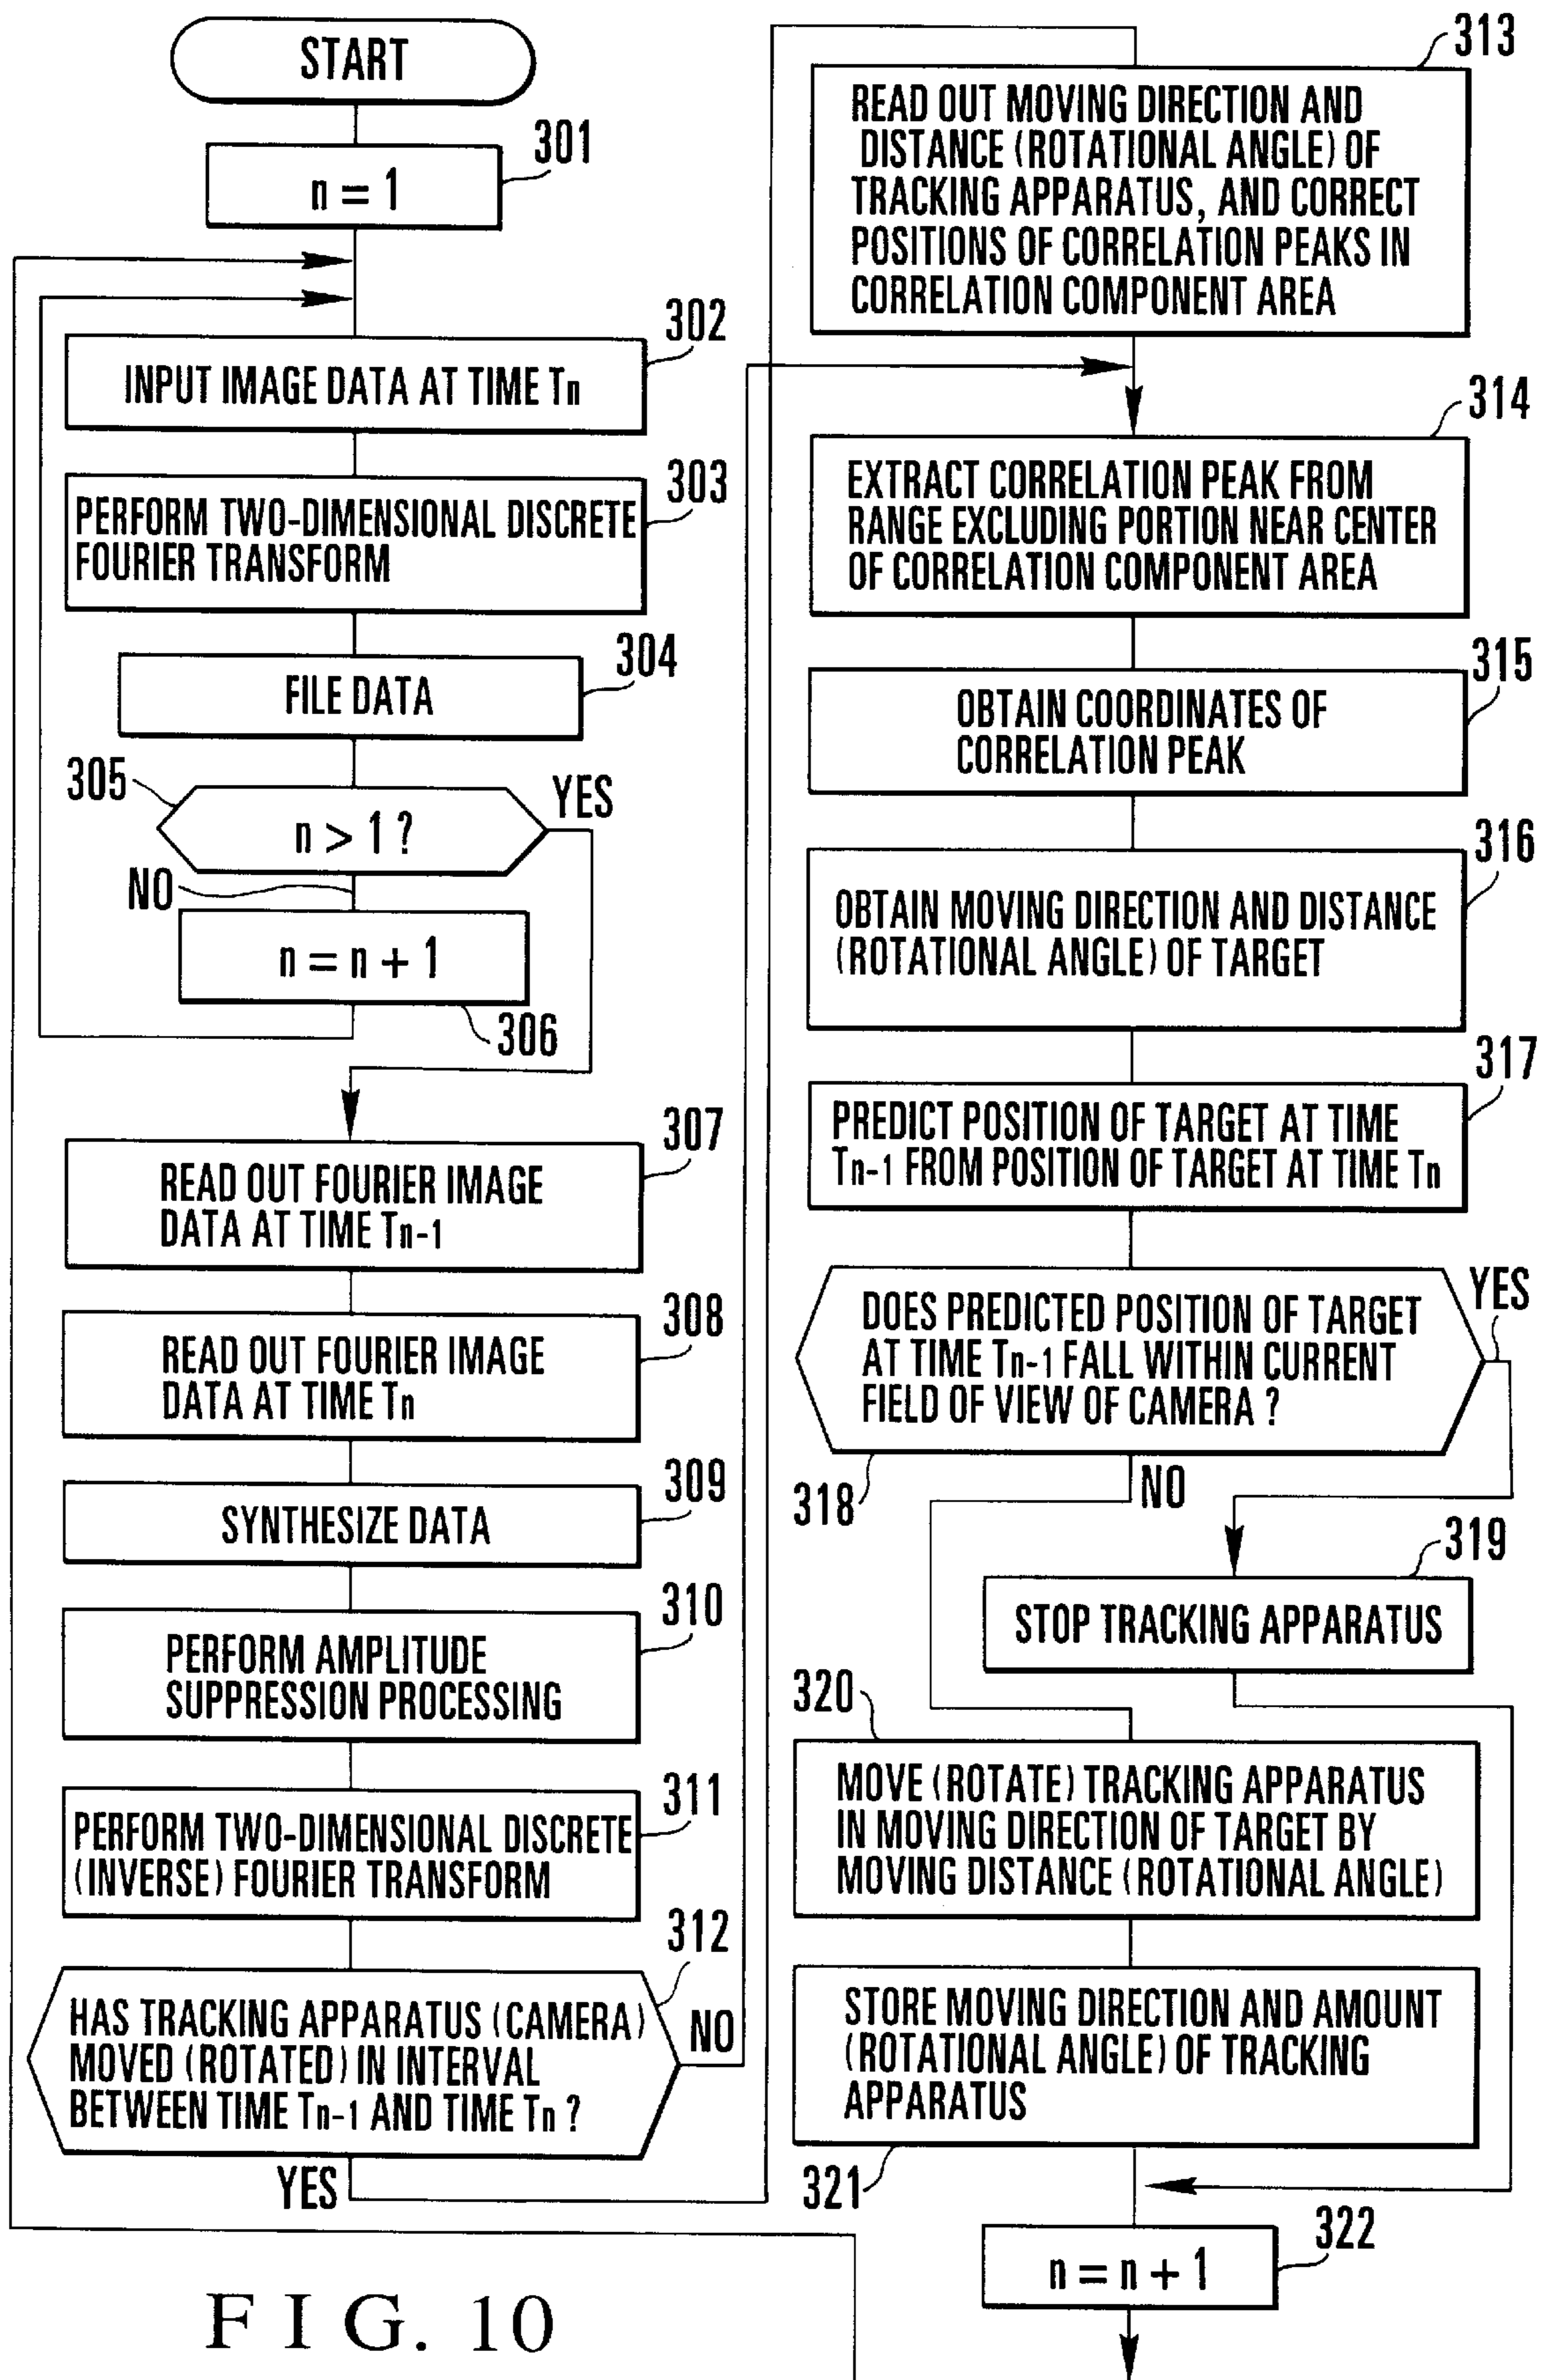 START
301
n = 1
302
INPUT IMAGE DATA AT TIME Tn
303
PERFORM TWO-DIMENSIONAL DISCRETE
FOURIER TRANSFORM
304
FILE DATA
305
n > 1 ?
YES
NO
n = n + 1
306
307
READ OUT FOURIER IMAGE
DATA AT TIME Tn-1
308
READ OUT FOURIER IMAGE
DATA AT TIME Tn
309
SYNTHESIZE DATA
310
PERFORM AMPLITUDE
SUPPRESSION PROCESSING
311
PERFORM TWO-DIMENSIONAL DISCRETE
(INVERSE) FOURIER TRANSFORM
312
HAS TRACKING APPARATUS (CAMERA)
MOVED (ROTATED) IN INTERVAL
BETWEEN TIME Tn-1 AND TIME Tn ?
NO
YES
313
READ OUT MOVING DIRECTION AND
DISTANCE (ROTATIONAL ANGLE) OF
TRACKING APPARATUS, AND CORRECT
POSITIONS OF CORRELATION PEAKS IN
CORRELATION COMPONENT AREA
314
EXTRACT CORRELATION PEAK FROM
RANGE EXCLUDING PORTION NEAR CENTER
OF CORRELATION COMPONENT AREA
315
OBTAIN COORDINATES OF
CORRELATION PEAK
316
OBTAIN MOVING DIRECTION AND DISTANCE
(ROTATIONAL ANGLE) OF TARGET
317
PREDICT POSITION OF TARGET AT TIME
Tn-1 FROM POSITION OF TARGET AT TIME Tn
DOES PREDICTED POSITION OF TARGET
AT TIME Tn-1 FALL WITHIN CURRENT
FIELD OF VIEW OF CAMERA ?
YES
318
NO
319
STOP TRACKING APPARATUS
320
MOVE (ROTATE) TRACKING APPARATUS
IN MOVING DIRECTION OF TARGET BY
MOVING DISTANCE (ROTATIONAL ANGLE)
STORE MOVING DIRECTION AND AMOUNT
(ROTATIONAL ANGLE) OF TRACKING
APPARATUS
321
322
n = n + 1
FIG. 10